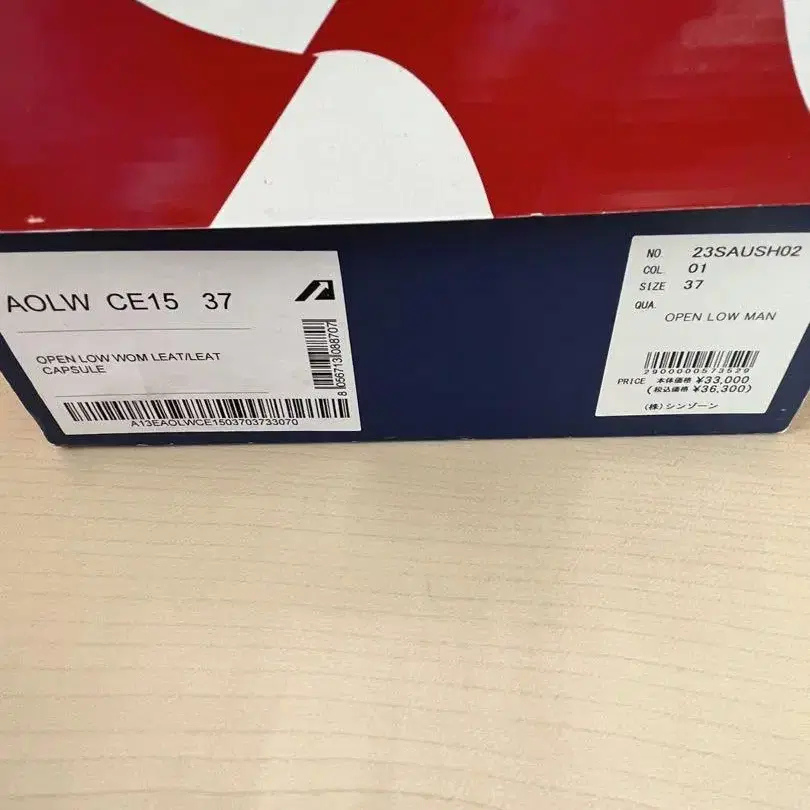 AOLW CE15 37
OPEN LOW WOM LEAT/LEAT
CAPSULE
8056713088707
A13EAOLWCE1503703733070
NO. 23SAUSH02
COL. 01
SIZE 37
QUA.
OPEN LOW MAN
2900000573529
PRICE 本体価格 ¥33,000
(税込価格 ¥36,300)
(株)シンゾーン